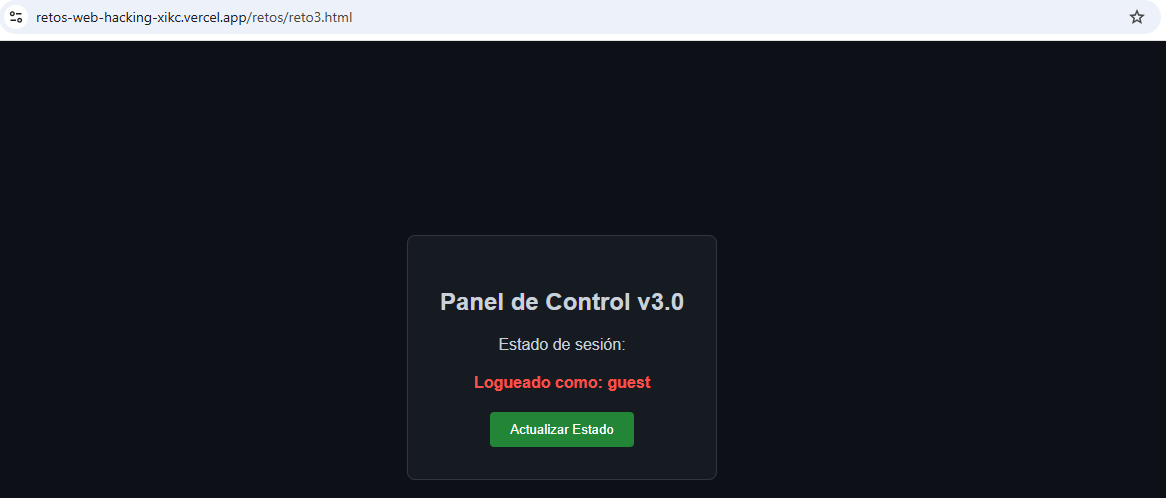 retos-web-hacking-xikc.vercel.app/retos/reto3.html
Panel de Control v3.0
Estado de sesión:
Logueado como: guest
Actualizar Estado